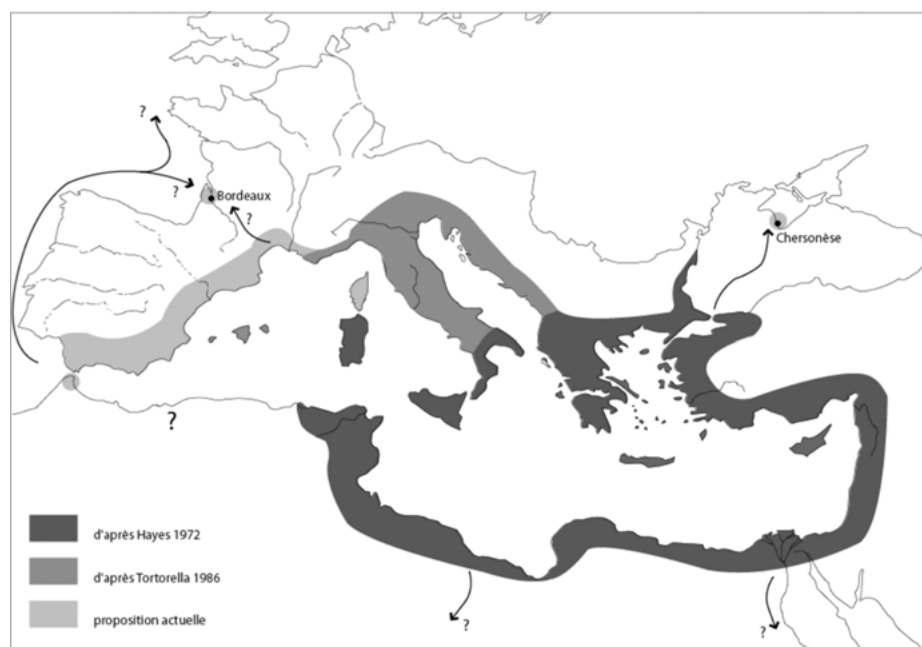 ?
?
Bordeaux
?
Chersonèse
?
d'après Hayes 1972
d'après Tortorella 1986
proposition actuelle
?
?